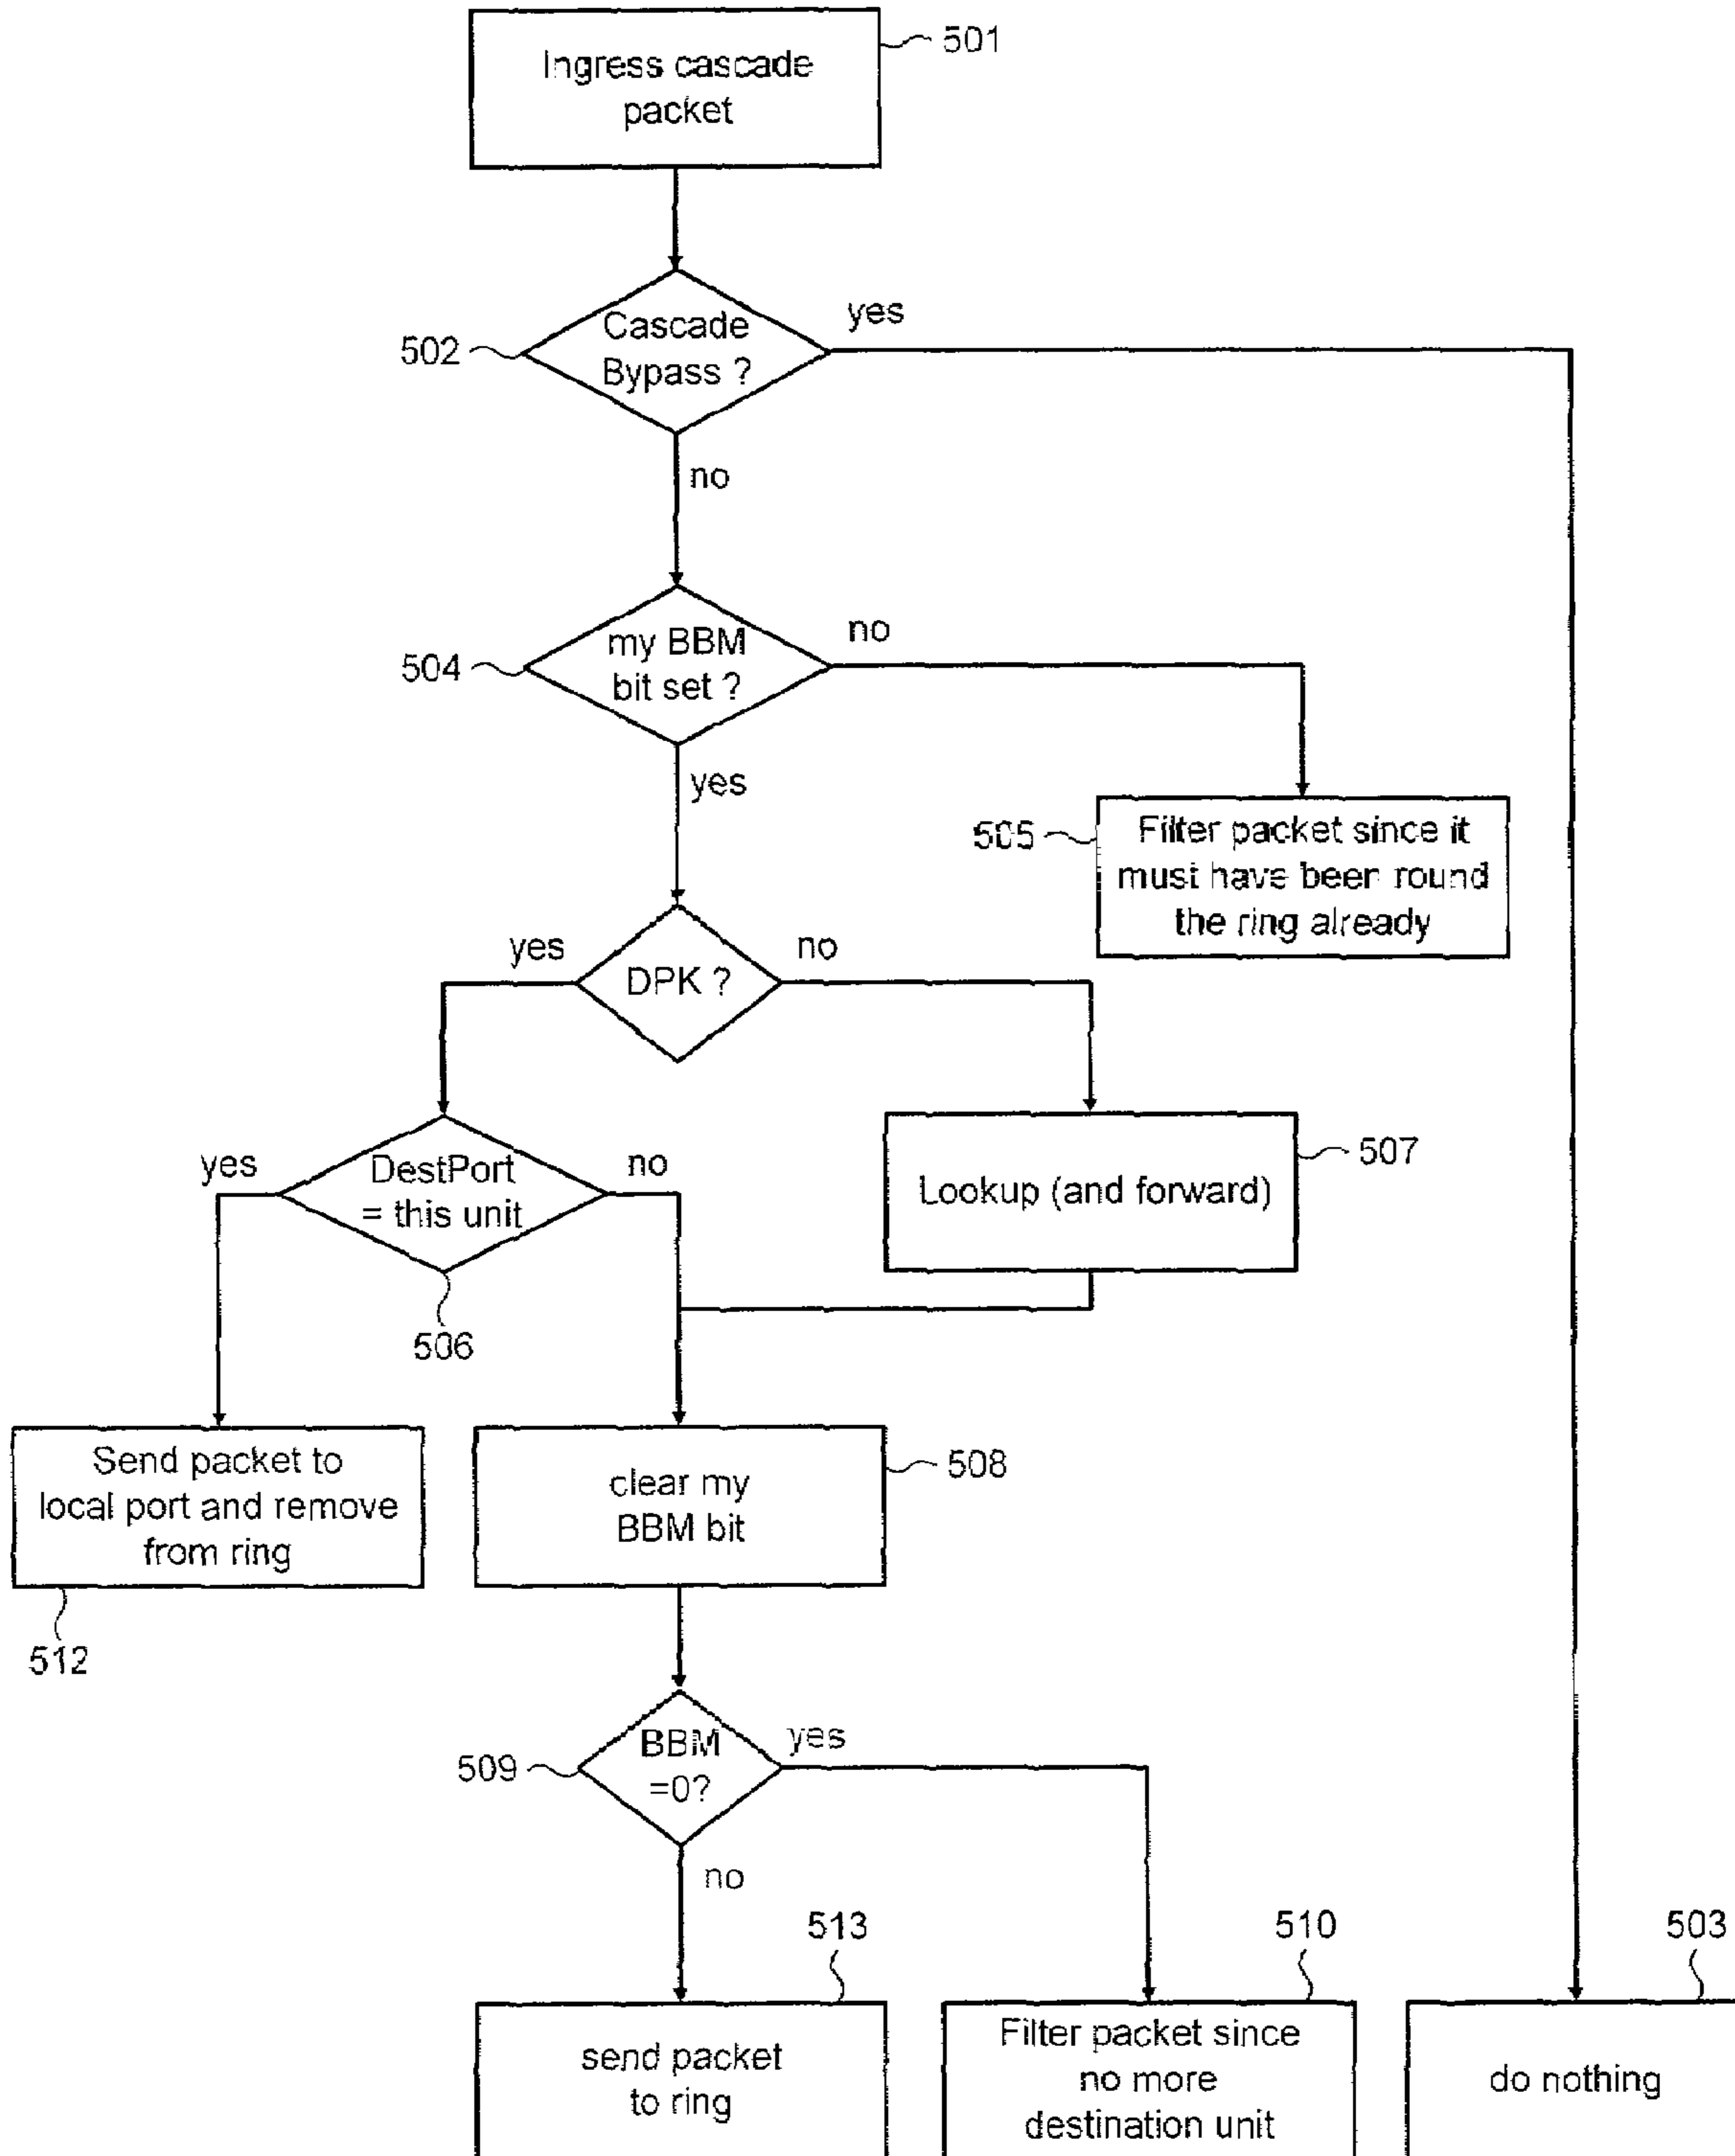 Ingress cascade
packet
501
Cascade
Bypass ?
502
yes
no
my BBM
bit set ?
504
no
yes
505
Filter packet since it
must have been round
the ring already
DPK ?
yes
no
DestPort
= this unit
yes
no
506
Lookup (and forward)
507
Send packet to
local port and remove
from ring
512
clear my
BBM bit
508
BBM
=0?
509
yes
no
513
send packet
to ring
510
Filter packet since
no more
destination unit
503
do nothing